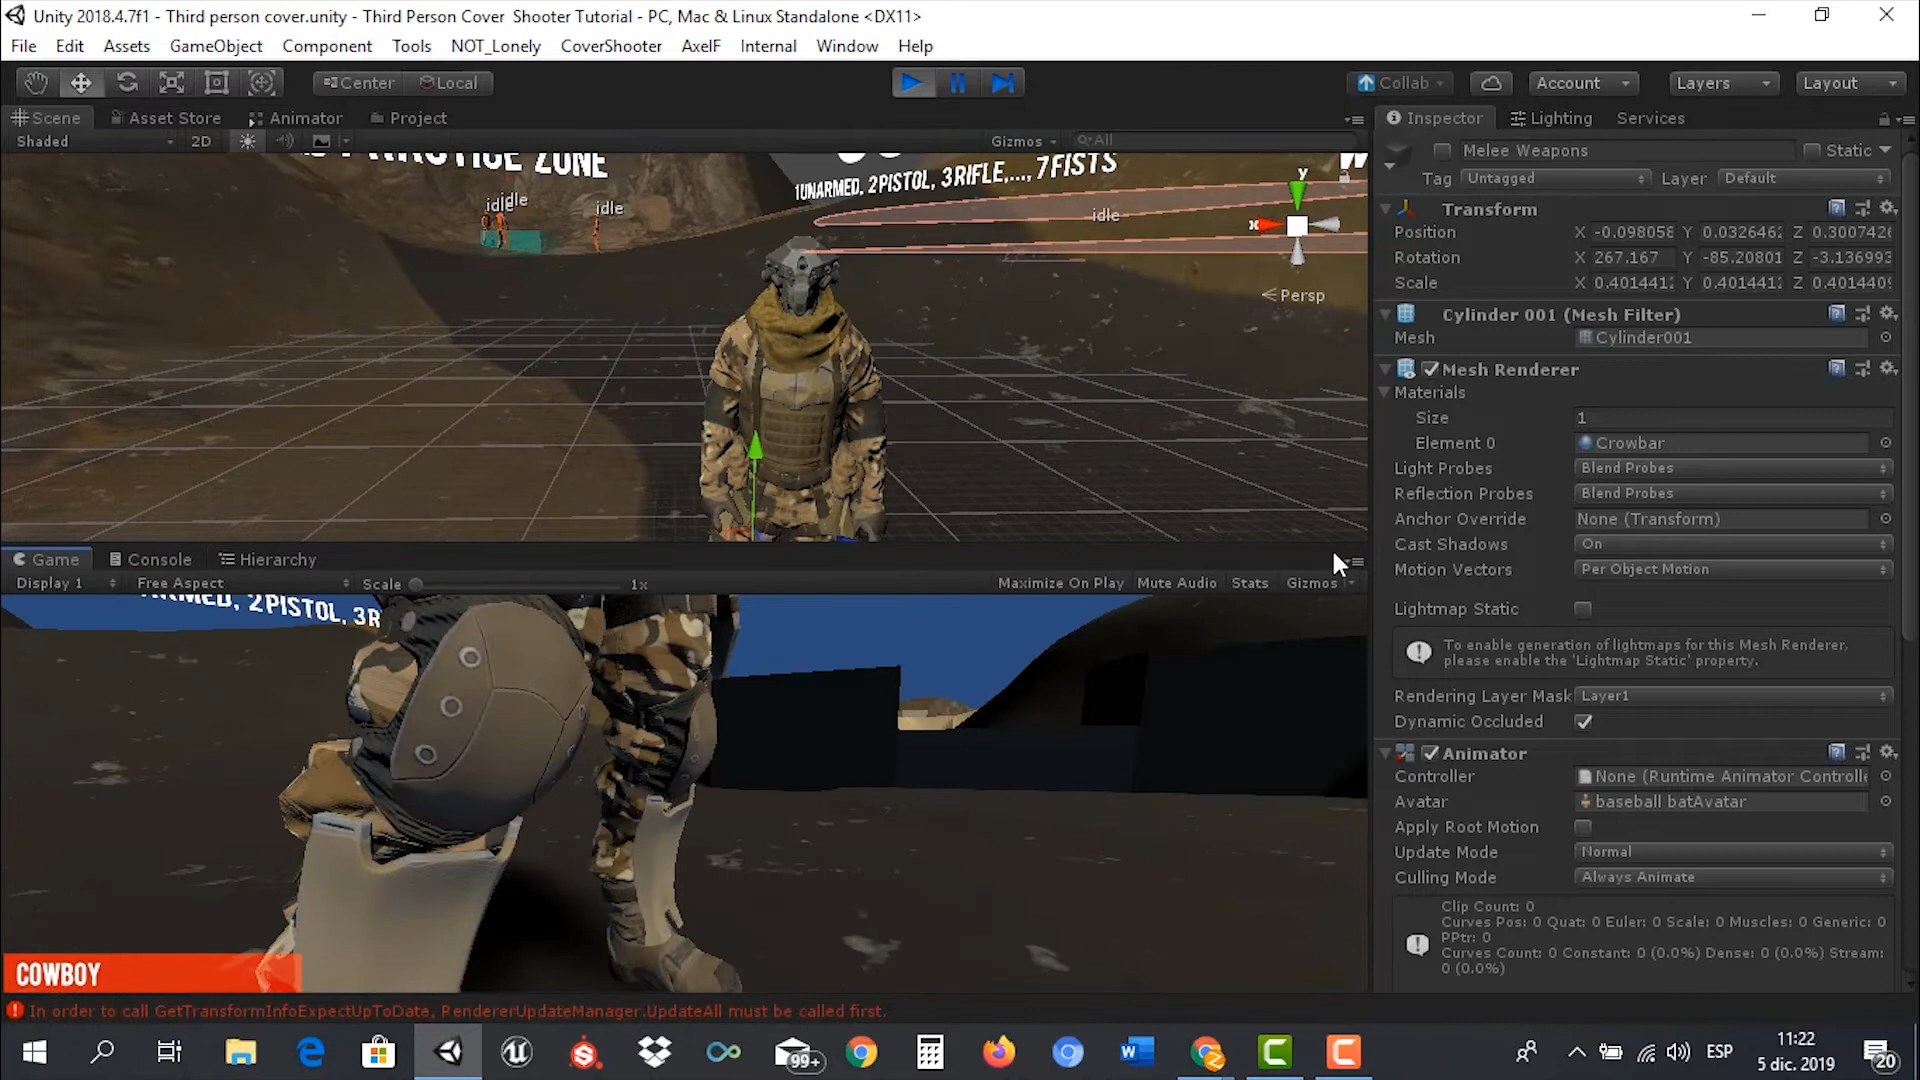 Unity 2018.4.7f1 - Third person cover.unity - Third Person Cover  Shooter Tutorial - PC, Mac & Linux Standalone <DX11>
File Edit Assets GameObject Component Tools NOT_Lonely CoverShooter AxelF Internal Window Help
Center Local Collab Account Layers Layout
Scene Asset Store Animator Project
Shaded 2D Gizmos All
PRACTICE ZONE
1UNARMED, 2PISTOL, 3RIFLE,..., 7FISTS
idle idle idle idle
y
x
Persp
Game Console Hierarchy
Display 1 Free Aspect Scale 1x Maximize On Play Mute Audio Stats Gizmos
ARMED, 2PISTOL, 3R
COWBOY
In order to call GetTransformInfoExpectUpToDate, RendererUpdateManager.UpdateAll must be called first.
Inspector Lighting Services
Melee Weapons Static
Tag Untagged Layer Default
Transform
Position X -0.098058 Y 0.032646 Z 0.300742
Rotation X 267.167 Y -85.20801 Z -3.136993
Scale X 0.401441 Y 0.401441 Z 0.401440
Cylinder 001 (Mesh Filter)
Mesh Cylinder001
Mesh Renderer
Materials
Size 1
Element 0 Crowbar
Light Probes Blend Probes
Reflection Probes Blend Probes
Anchor Override None (Transform)
Cast Shadows On
Motion Vectors Per Object Motion
Lightmap Static
To enable generation of lightmaps for this Mesh Renderer,
please enable the 'Lightmap Static' property.
Rendering Layer Mask Layer1
Dynamic Occluded
Animator
Controller None (Runtime Animator Controlle
Avatar baseball batAvatar
Apply Root Motion
Update Mode Normal
Culling Mode Always Animate
Clip Count: 0
Curves Pos: 0 Quat: 0 Euler: 0 Scale: 0 Muscles: 0 Generic: 0
PPtr: 0
Curves Count: 0 Constant: 0 (0.0%) Dense: 0 (0.0%) Stream:
0 (0.0%)
99+
ESP
11:22
5 dic. 2019
20